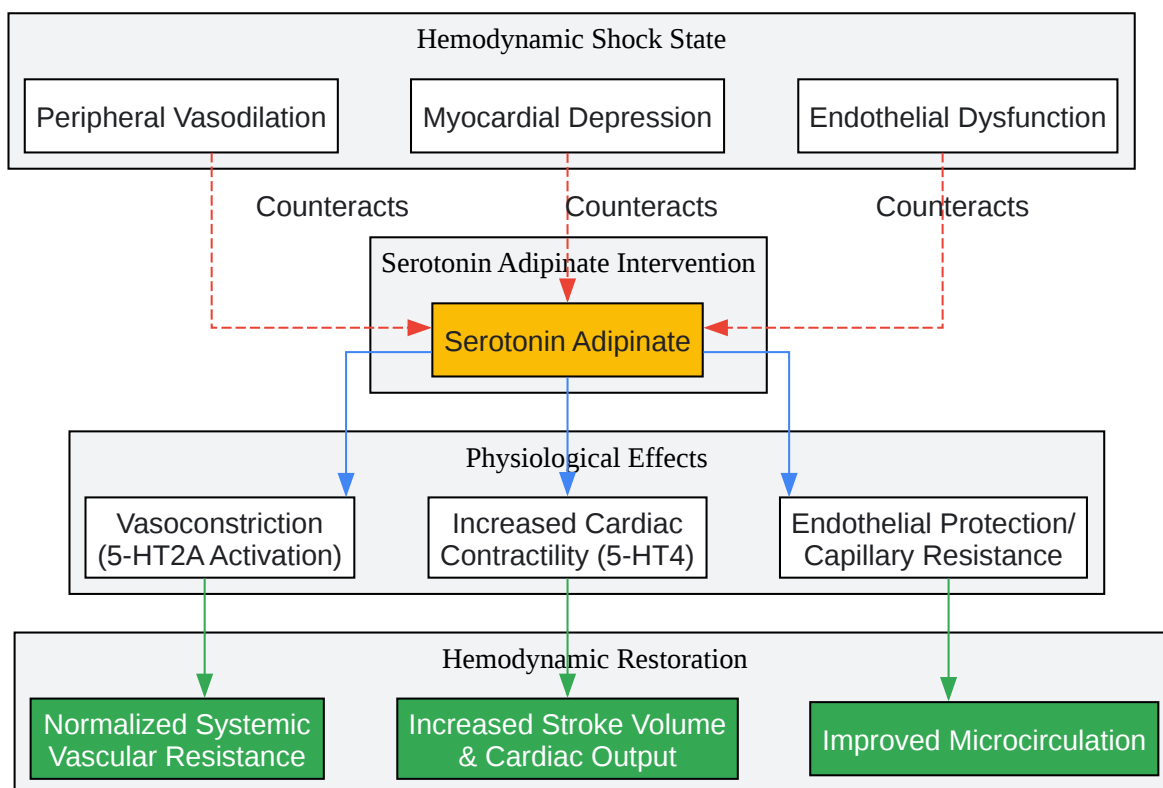 Hemodynamic Shock State
Peripheral Vasodilation
Myocardial Depression
Endothelial Dysfunction
Counteracts
Counteracts
Counteracts
Serotonin Adipinate Intervention
Serotonin Adipinate
Physiological Effects
Vasoconstriction
(5-HT2A Activation)
Increased Cardiac
Contractility (5-HT4)
Endothelial Protection/
Capillary Resistance
Hemodynamic Restoration
Normalized Systemic
Vascular Resistance
Increased Stroke Volume
& Cardiac Output
Improved Microcirculation